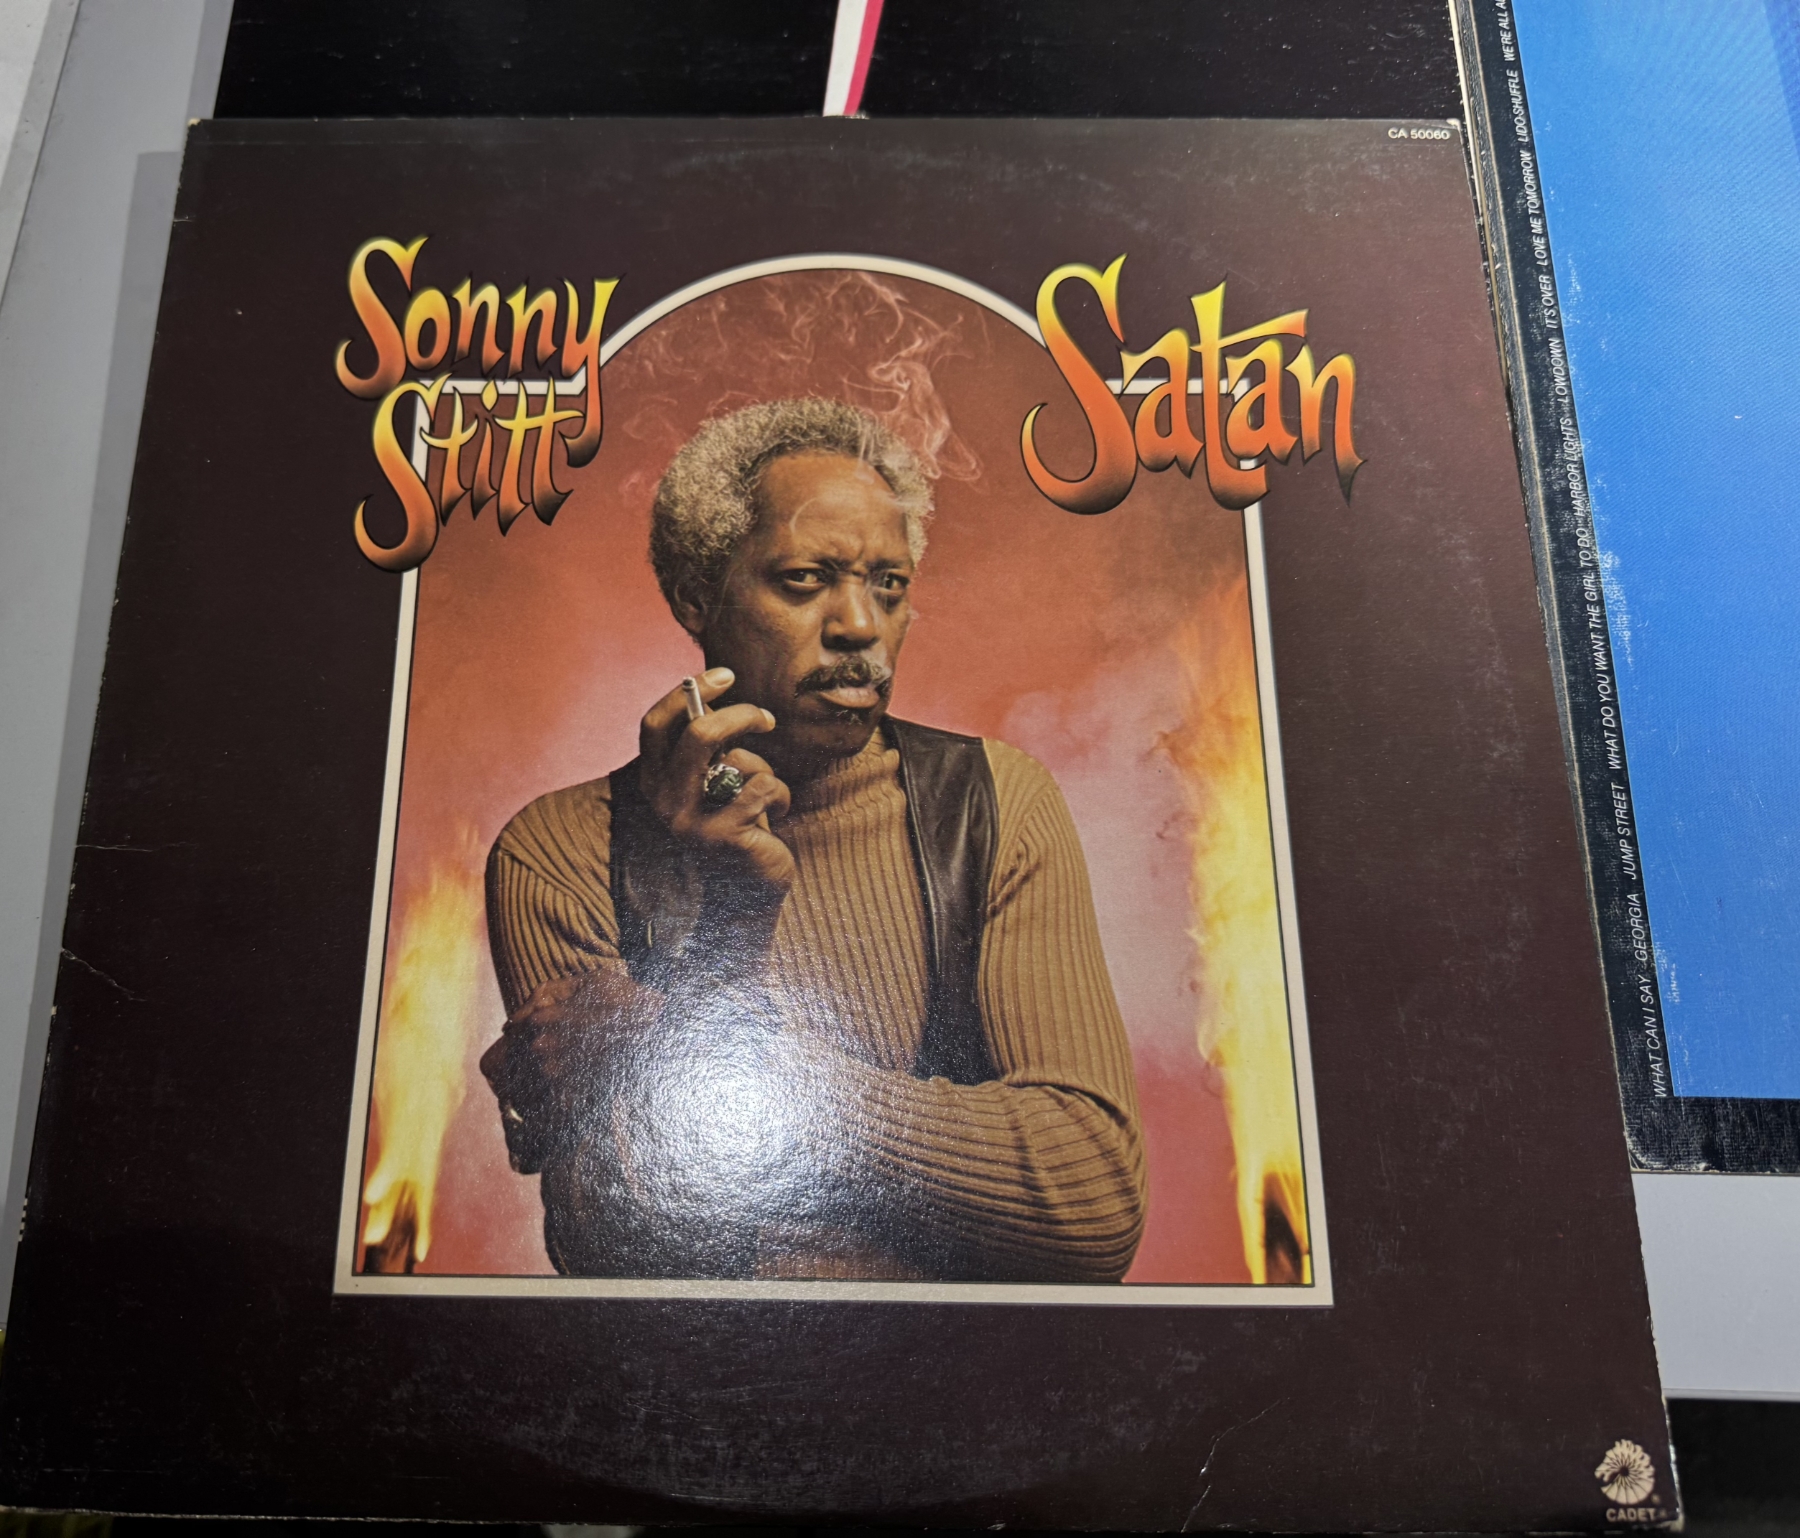 CA 50060
Sonny
Stitt
Satan
CADET
WHAT CAN I SAY GEORGIA JUMP STREET WHAT DO YOU WANT THE GIRL TO DO HARBOR LIGHTS LOWDOWN IT'S OVER LOVE ME TOMORROW LIDO SHUFFLE WE'RE ALL